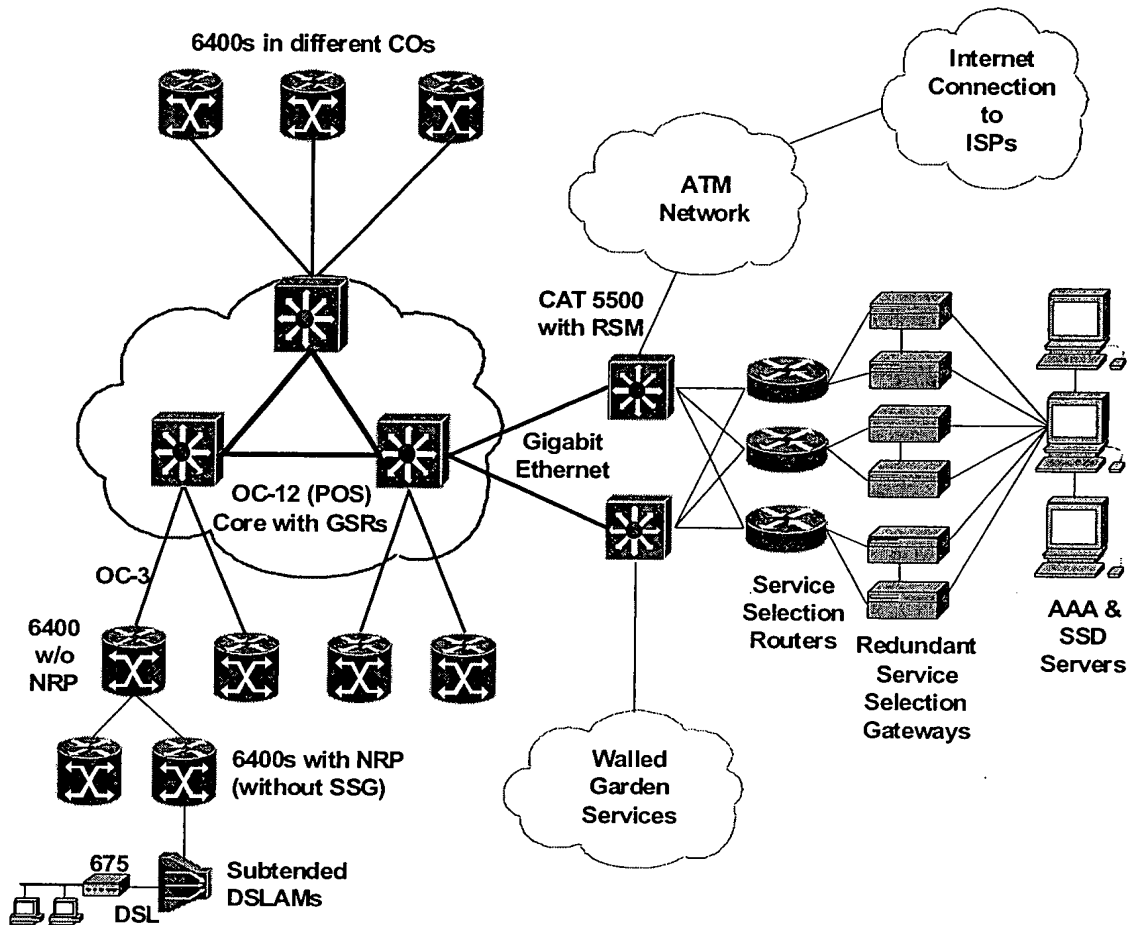 6400s in different COs
Internet
Connection
to
ISPs
ATM
Network
CAT 5500
with RSM
Gigabit
Ethernet
OC-12 (POS)
Core with GSRs
OC-3
6400
w/o
NRP
Service
Selection
Routers
Redundant
Service
Selection
Gateways
AAA &
SSD
Servers
6400s with NRP
(without SSG)
Walled
Garden
Services
675
DSL
Subtended
DSLAMs